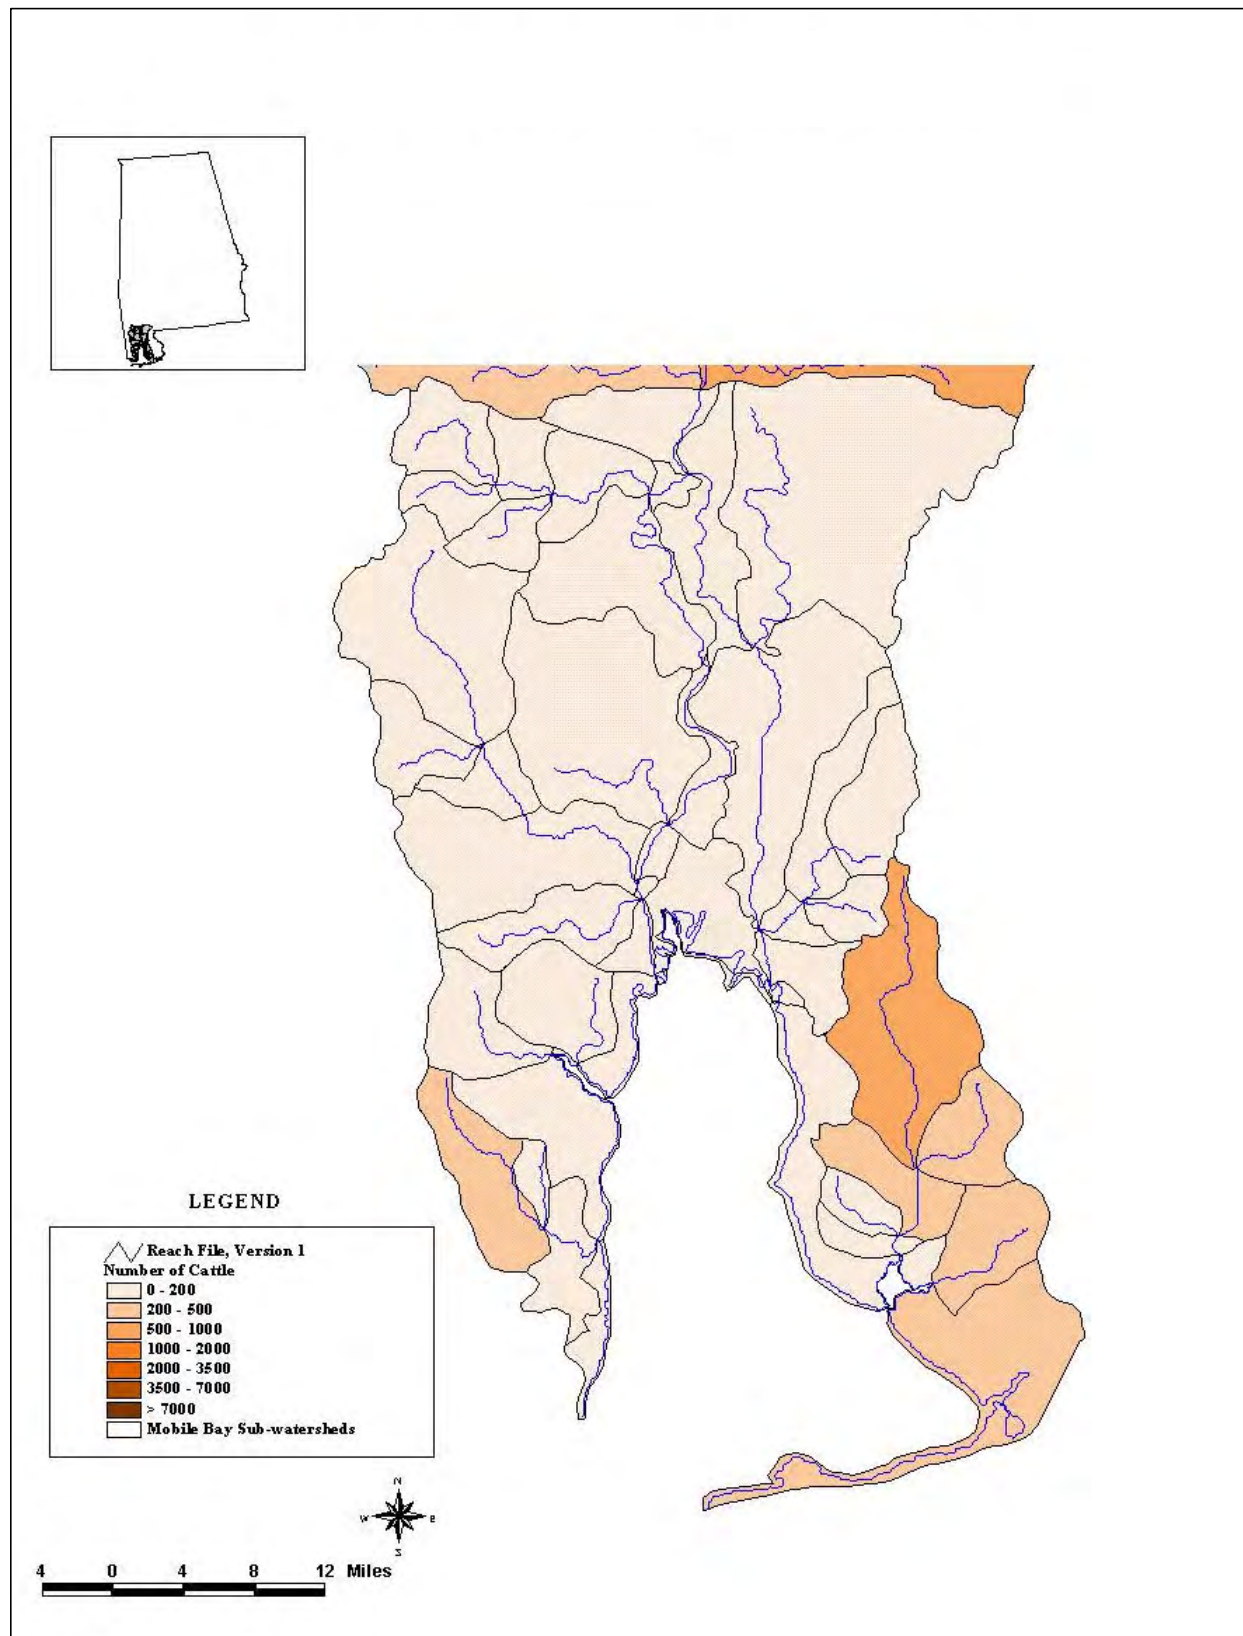 LEGEND
Reach File, Version 1
Number of Cattle
0 - 200
200 - 500
500 - 1000
1000 - 2000
2000 - 3500
3500 - 7000
> 7000
Mobile Bay Sub-watersheds
N
W E
S
4 0 4 8 12 Miles